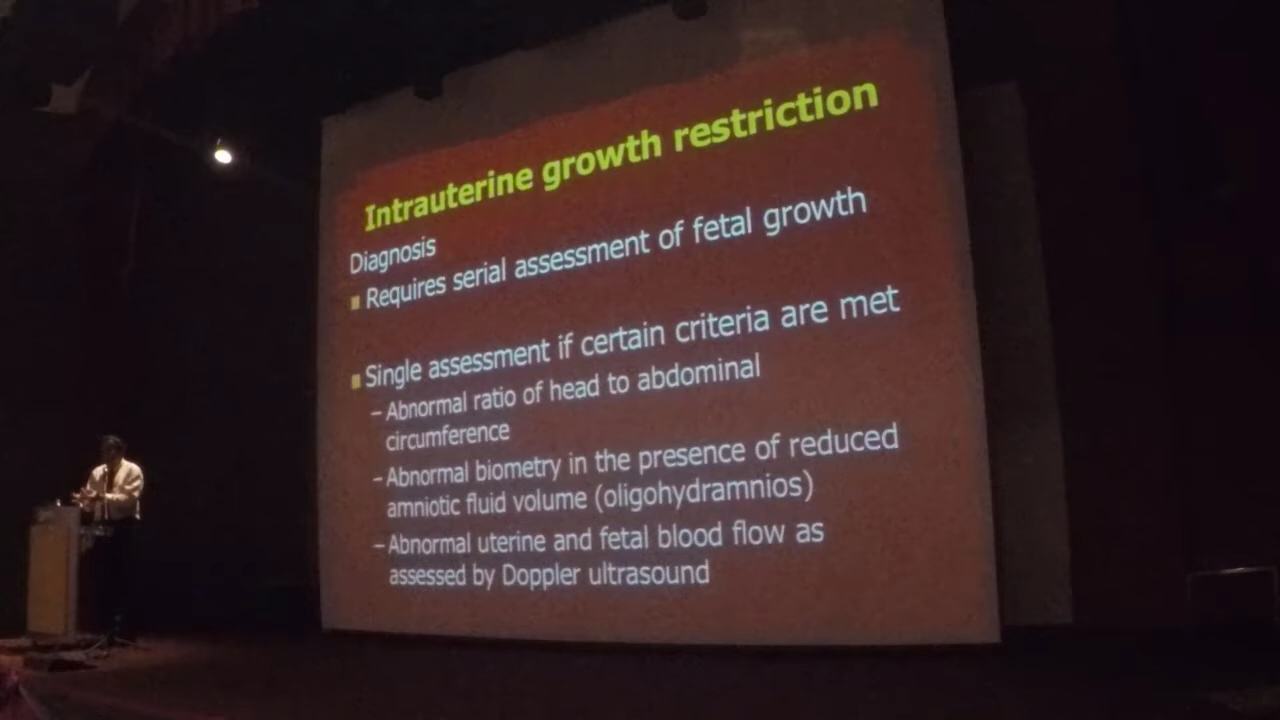 Intrauterine growth restriction
Diagnosis
▪ Requires serial assessment of fetal growth
▪ Single assessment if certain criteria are met
– Abnormal ratio of head to abdominal
circumference
– Abnormal biometry in the presence of reduced
amniotic fluid volume (oligohydramnios)
– Abnormal uterine and fetal blood flow as
assessed by Doppler ultrasound